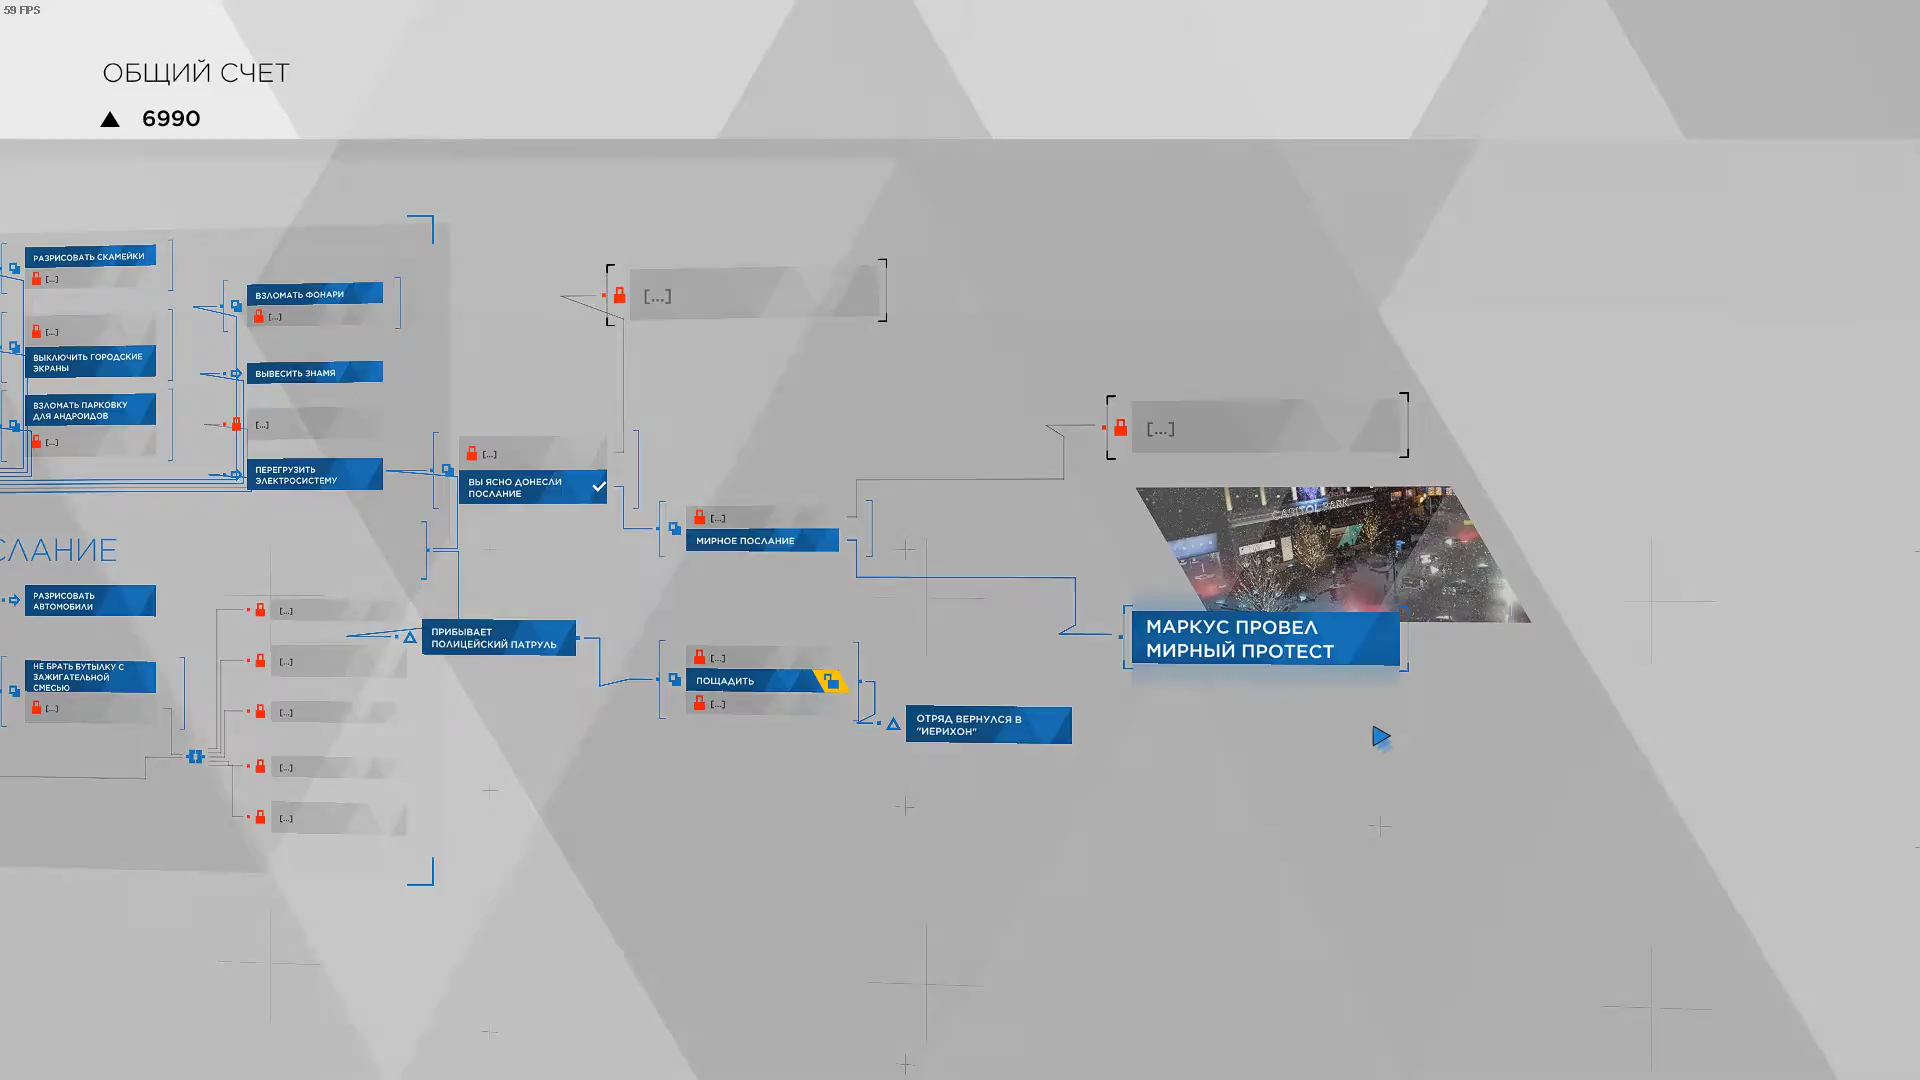 59 FPS
ОБЩИЙ СЧЕТ
6990
РАЗРИСОВАТЬ СКАМЕЙКИ
[...]
[...]
ВЫКЛЮЧИТЬ ГОРОДСКИЕ
ЭКРАНЫ
ВЗЛОМАТЬ ПАРКОВКУ
ДЛЯ АНДРОИДОВ
[...]
ВЗЛОМАТЬ ФОНАРИ
[...]
ВЫВЕСИТЬ ЗНАМЯ
[...]
ПЕРЕГРУЗИТЬ
ЭЛЕКТРОСИСТЕМУ
[...]
[...]
ВЫ ЯСНО ДОНЕСЛИ
ПОСЛАНИЕ
[...]
МИРНОЕ ПОСЛАНИЕ
[...]
CAPITOL PARK
МАРКУС ПРОВЕЛ
МИРНЫЙ ПРОТЕСТ
СЛАНИЕ
РАЗРИСОВАТЬ
АВТОМОБИЛИ
НЕ БРАТЬ БУТЫЛКУ С
ЗАЖИГАТЕЛЬНОЙ
СМЕСЬЮ
[...]
[...]
[...]
[...]
[...]
[...]
ПРИБЫВАЕТ
ПОЛИЦЕЙСКИЙ ПАТРУЛЬ
[...]
ПОЩАДИТЬ
[...]
ОТРЯД ВЕРНУЛСЯ В
"ИЕРИХОН"